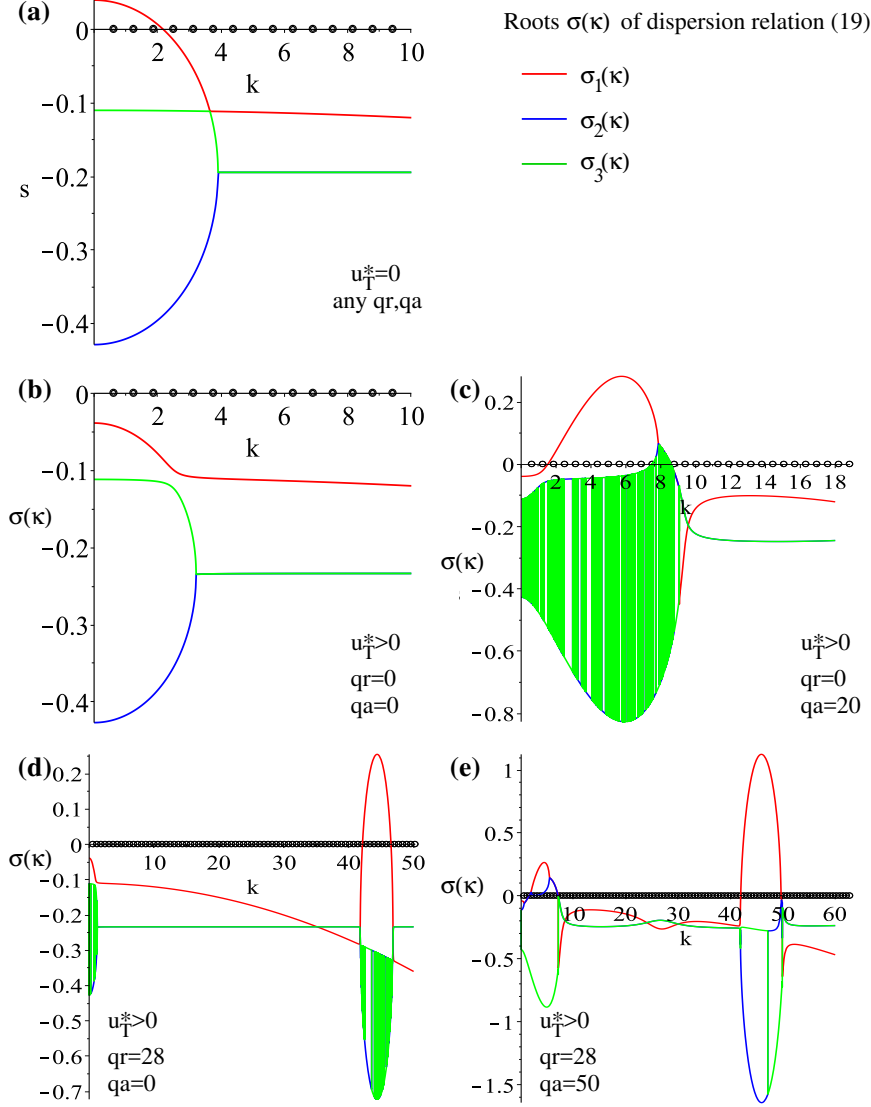 (a)
Roots σ(κ) of dispersion relation (19)
σ1(κ)
σ2(κ)
σ3(κ)
0
2 4 6 8 10
k
−0.1
−0.2
s
−0.3
−0.4
u*T=0
any qr,qa
(b)
0
2 4 6 8 10
k
−0.1
σ(κ)
−0.2
−0.3
−0.4
u*T>0
qr=0
qa=0
(c)
0.2
0
2 4 6 8 10 12 14 16 18
k
−0.2
σ(κ)
−0.4
−0.6
−0.8
u*T>0
qr=0
qa=20
(d)
0.2
0.1
0
10 20 30 40 50
k
σ(κ)
−0.1
−0.2
−0.3
−0.4
−0.5
−0.6
−0.7
u*T>0
qr=28
qa=0
(e)
1
0.5
0
10 20 30 40 50 60
k
σ(κ)
−0.5
−1
−1.5
u*T>0
qr=28
qa=50